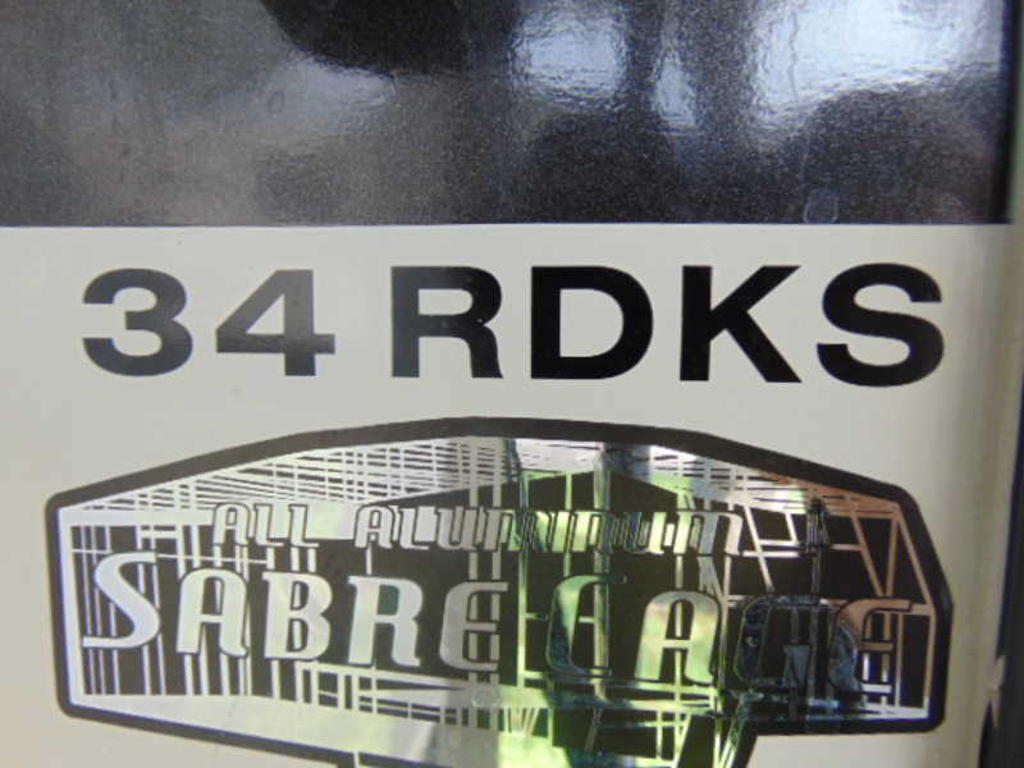 34 RDKS
ALL ALUMINUM
SABRE CAGE